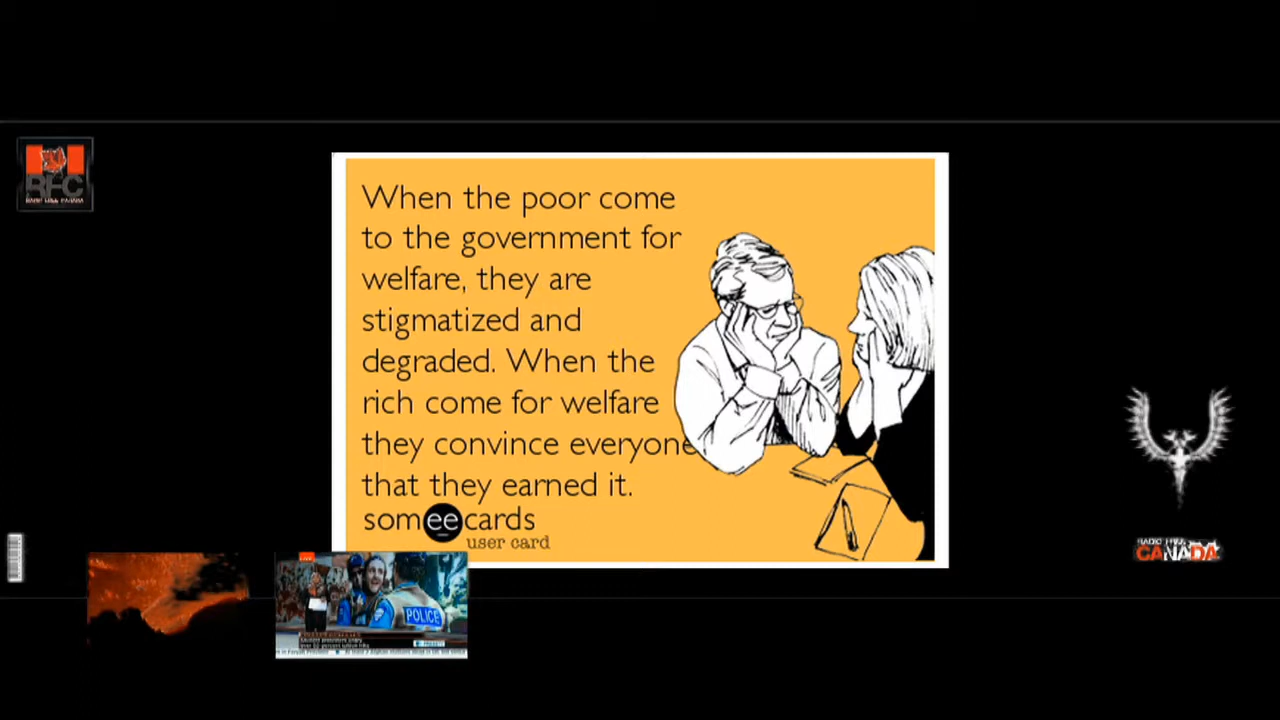 When the poor come
to the government for
welfare, they are
stigmatized and
degraded. When the
rich come for welfare
they convince everyone
that they earned it.
someecards
user card
RFC
POLICE
CANADA